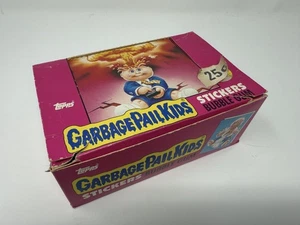 25¢
Topps
GARBAGE PAIL KIDS
STICKERS
BUBBLE GUM
Topps
GARBAGE PAIL KIDS
STICKERS